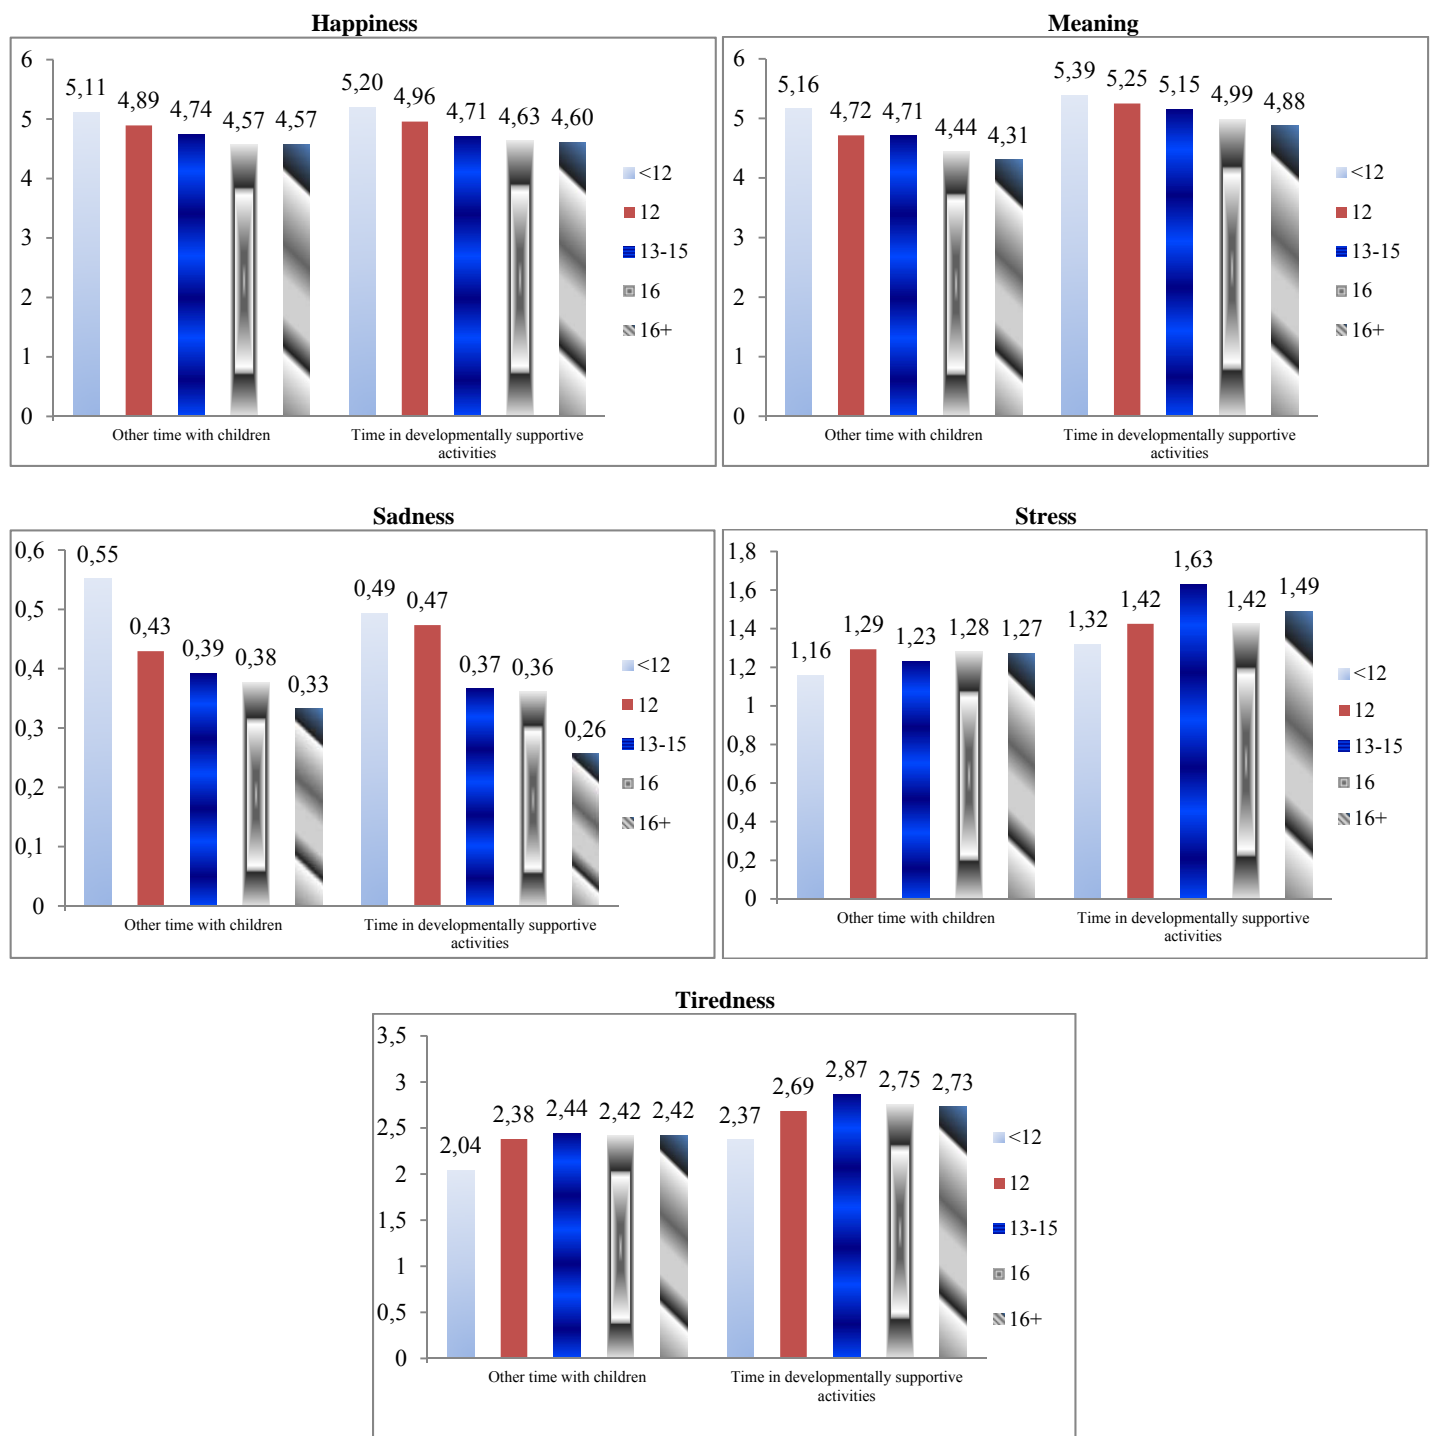 Happiness
6
5
4
3
2
1
0
5,11 4,89 4,74 4,57 4,57 5,20 4,96 4,71 4,63 4,60
Other time with children
Time in developmentally supportive
activities
<12
12
13-15
16
16+
Meaning
6
5
4
3
2
1
0
5,16 4,72 4,71 4,44 4,31 5,39 5,25 5,15 4,99 4,88
Other time with children
Time in developmentally supportive
activities
<12
12
13-15
16
16+
Sadness
0,6
0,5
0,4
0,3
0,2
0,1
0
0,55 0,43 0,39 0,38 0,33 0,49 0,47 0,37 0,36 0,26
Other time with children
Time in developmentally supportive
activities
<12
12
13-15
16
16+
Stress
1,8
1,6
1,4
1,2
1
0,8
0,6
0,4
0,2
0
1,16 1,29 1,23 1,28 1,27 1,32 1,42 1,63 1,42 1,49
Other time with children
Time in developmentally supportive
activities
<12
12
13-15
16
16+
Tiredness
3,5
3
2,5
2
1,5
1
0,5
0
2,04 2,38 2,44 2,42 2,42 2,37 2,69 2,87 2,75 2,73
Other time with children
Time in developmentally supportive
activities
<12
12
13-15
16
16+